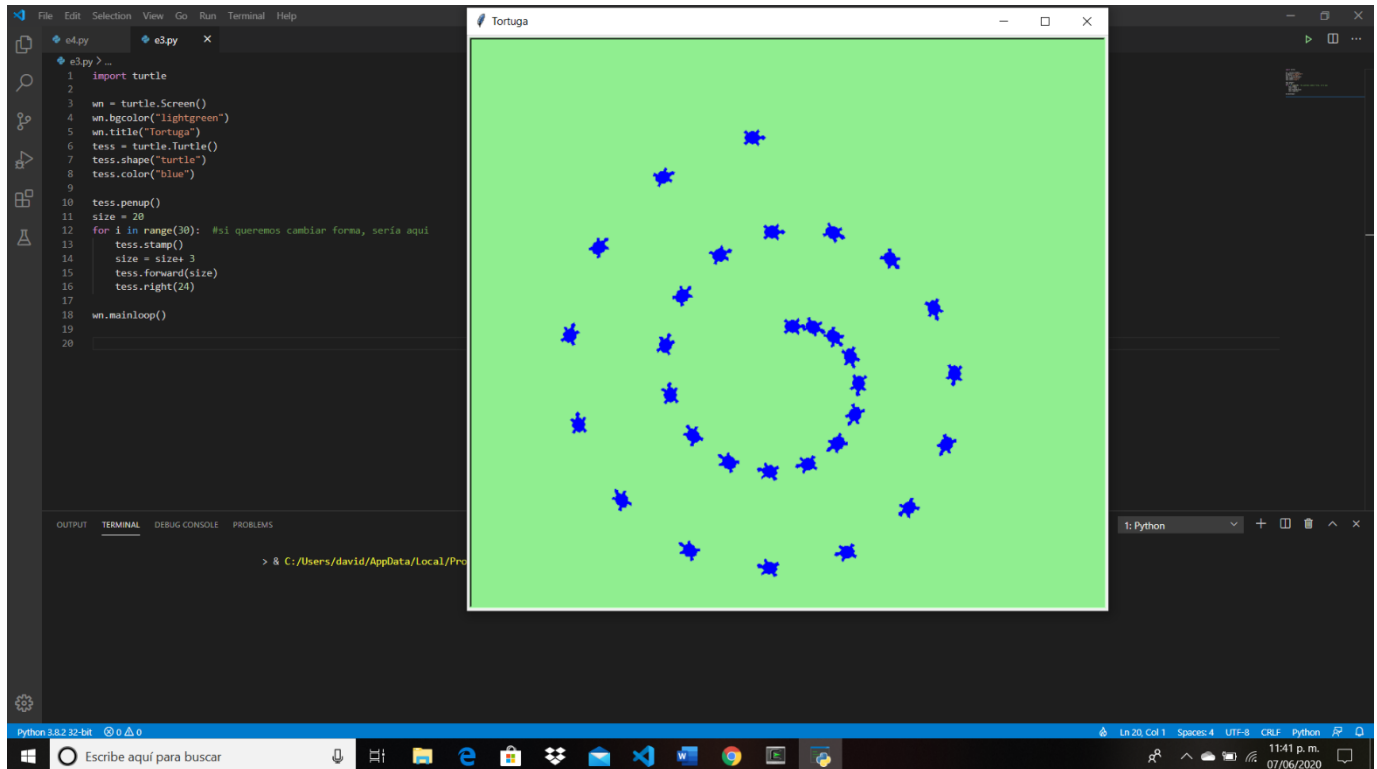 File Edit Selection View Go Run Terminal Help
Tortuga
e4.py
e3.py
e3.py > ...
1 import turtle
2
3 wn = turtle.Screen()
4 wn.bgcolor("lightgreen")
5 wn.title("Tortuga")
6 tess = turtle.Turtle()
7 tess.shape("turtle")
8 tess.color("blue")
9
10 tess.penup()
11 size = 20
12 for i in range(30):  #si queremos cambiar forma, sería aqui
13     tess.stamp()
14     size = size+ 3
15     tess.forward(size)
16     tess.right(24)
17
18 wn.mainloop()
19
20
OUTPUT TERMINAL DEBUG CONSOLE PROBLEMS
1: Python
> & C:/Users/david/AppData/Local/Pro
Python 3.8.2 32-bit 0 0
Ln 20, Col 1 Spaces: 4 UTF-8 CRLF Python
Escribe aquí para buscar
11:41 p. m.
07/06/2020